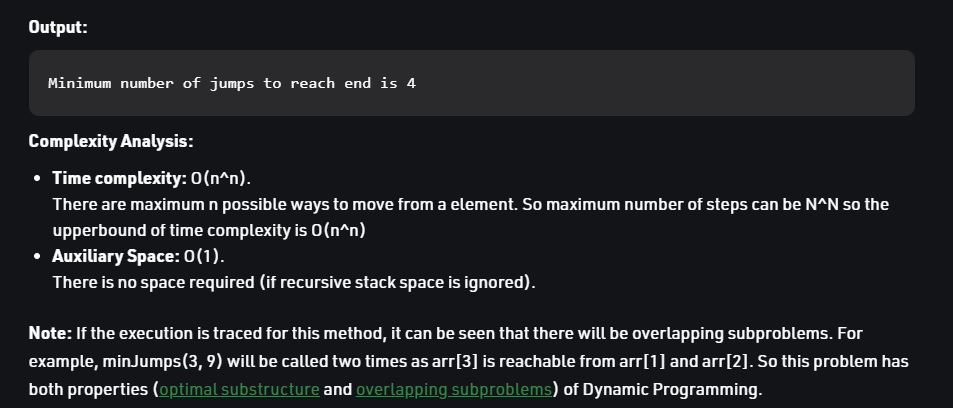 Output:
Minimum number of jumps to reach end is 4
Complexity Analysis:
• Time complexity: O(n^n).
There are maximum n possible ways to move from a element. So maximum number of steps can be N^N so the
upperbound of time complexity is O(n^n)
• Auxiliary Space: O(1).
There is no space required (if recursive stack space is ignored).
Note: If the execution is traced for this method, it can be seen that there will be overlapping subproblems. For
example, minJumps(3, 9) will be called two times as arr[3] is reachable from arr[1] and arr[2]. So this problem has
both properties (optimal substructure and overlapping subproblems) of Dynamic Programming.